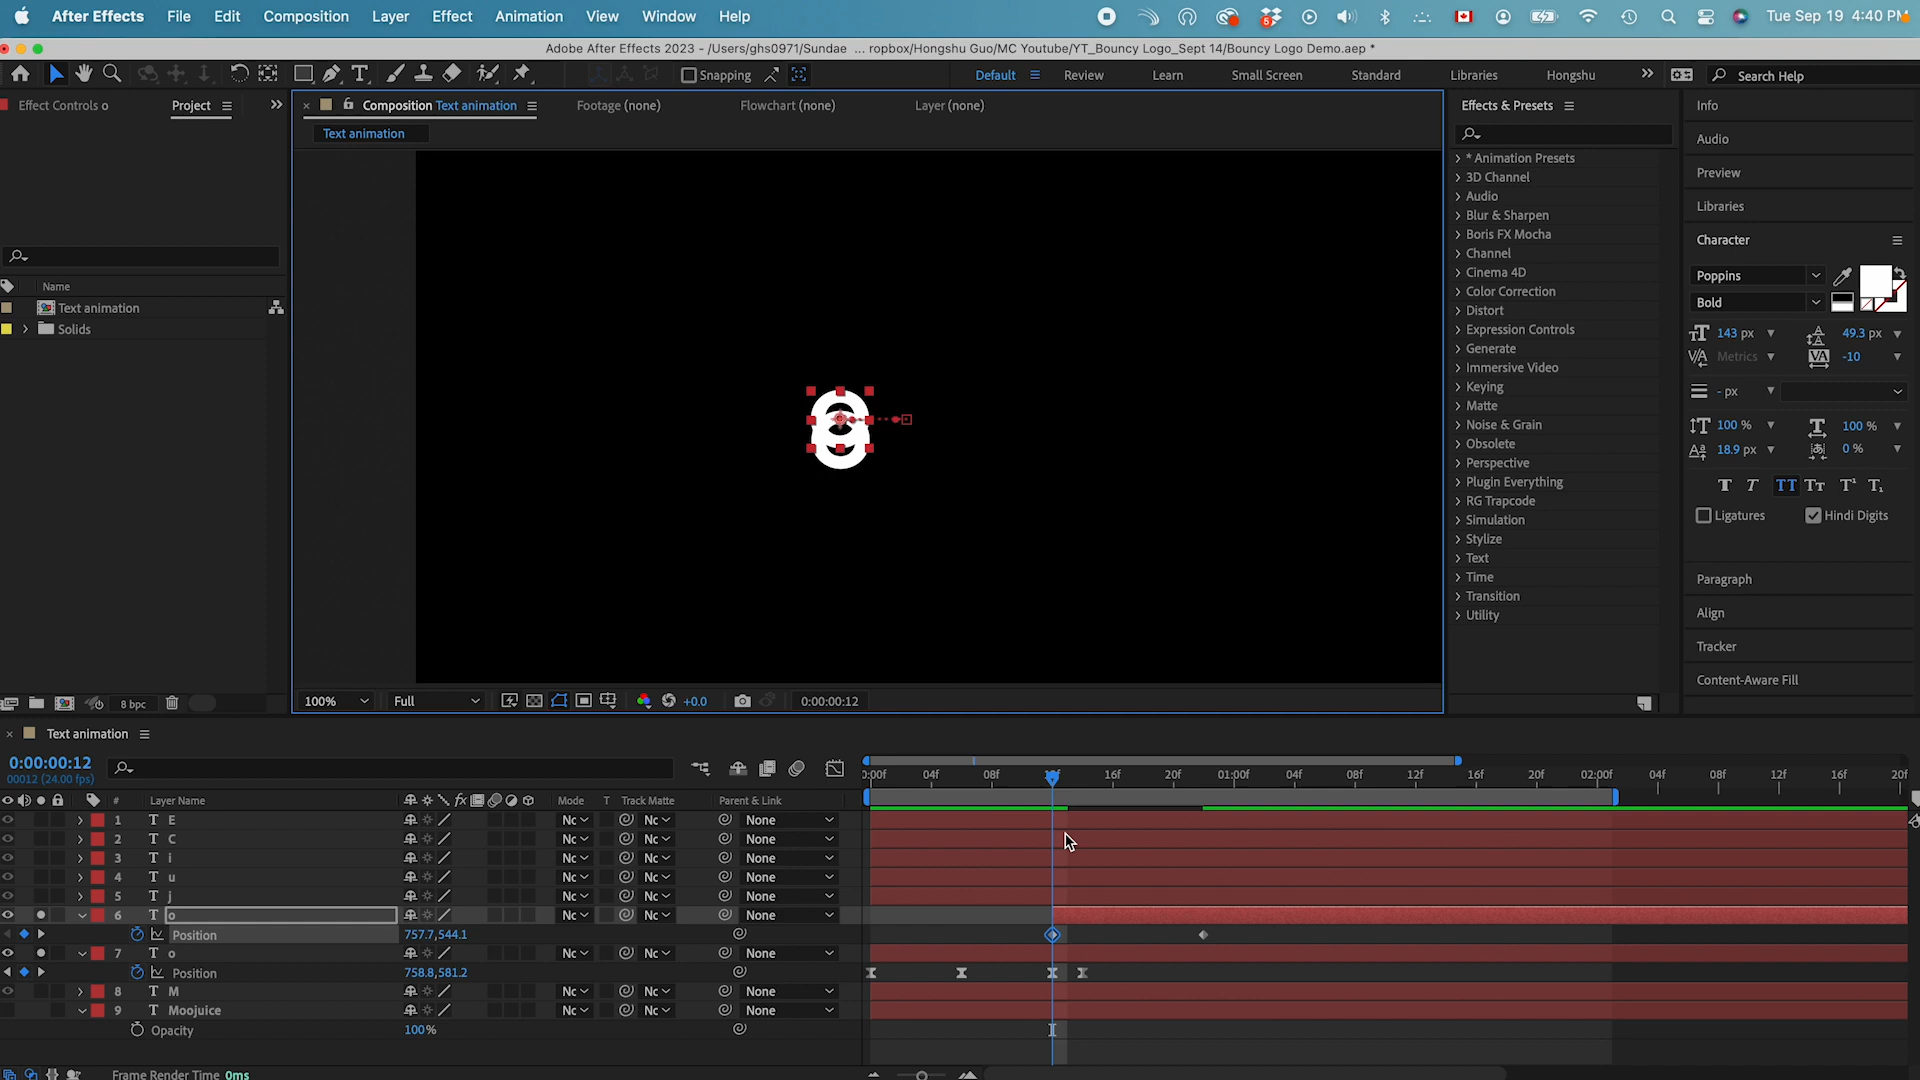 After Effects File Edit Composition Layer Effect Animation View Window Help
5
Tue Sep 19 4:40 PM
Adobe After Effects 2023 - /Users/ghs0971/Sundae ... ropbox/Hongshu Guo/MC Youtube/YT_Bouncy Logo_Sept 14/Bouncy Logo Demo.aep *
Snapping
Default Review Learn Small Screen Standard Libraries Hongshu
Search Help
Effect Controls o Project
Composition Text animation Footage (none) Flowchart (none) Layer (none)
Text animation
Name
Text animation
Solids
8 bpc
100% Full +0.0 0:00:00:12
Effects & Presets
* Animation Presets
3D Channel
Audio
Blur & Sharpen
Boris FX Mocha
Channel
Cinema 4D
Color Correction
Distort
Expression Controls
Generate
Immersive Video
Keying
Matte
Noise & Grain
Obsolete
Perspective
Plugin Everything
RG Trapcode
Simulation
Stylize
Text
Time
Transition
Utility
Info
Audio
Preview
Libraries
Character
Poppins
Bold
143 px 49.3 px
Metrics -10
- px
100 % 100 %
18.9 px 0 %
Ligatures Hindi Digits
Paragraph
Align
Tracker
Content-Aware Fill
Text animation
0:00:00:12
00012 (24.00 fps)
04f 08f 16f 20f 01:00f 04f 08f 12f 16f 20f 02:00f 04f 08f 12f 16f 20f
# Layer Name Mode T Track Matte Parent & Link
1 T E None
2 T C None
3 T i None
4 T u None
5 T j None
6 T o None
Position 757.7,544.1
7 T o None
Position 758.8,581.2
8 T M None
9 T Moojuice None
Opacity 100%
Frame Render Time 0ms